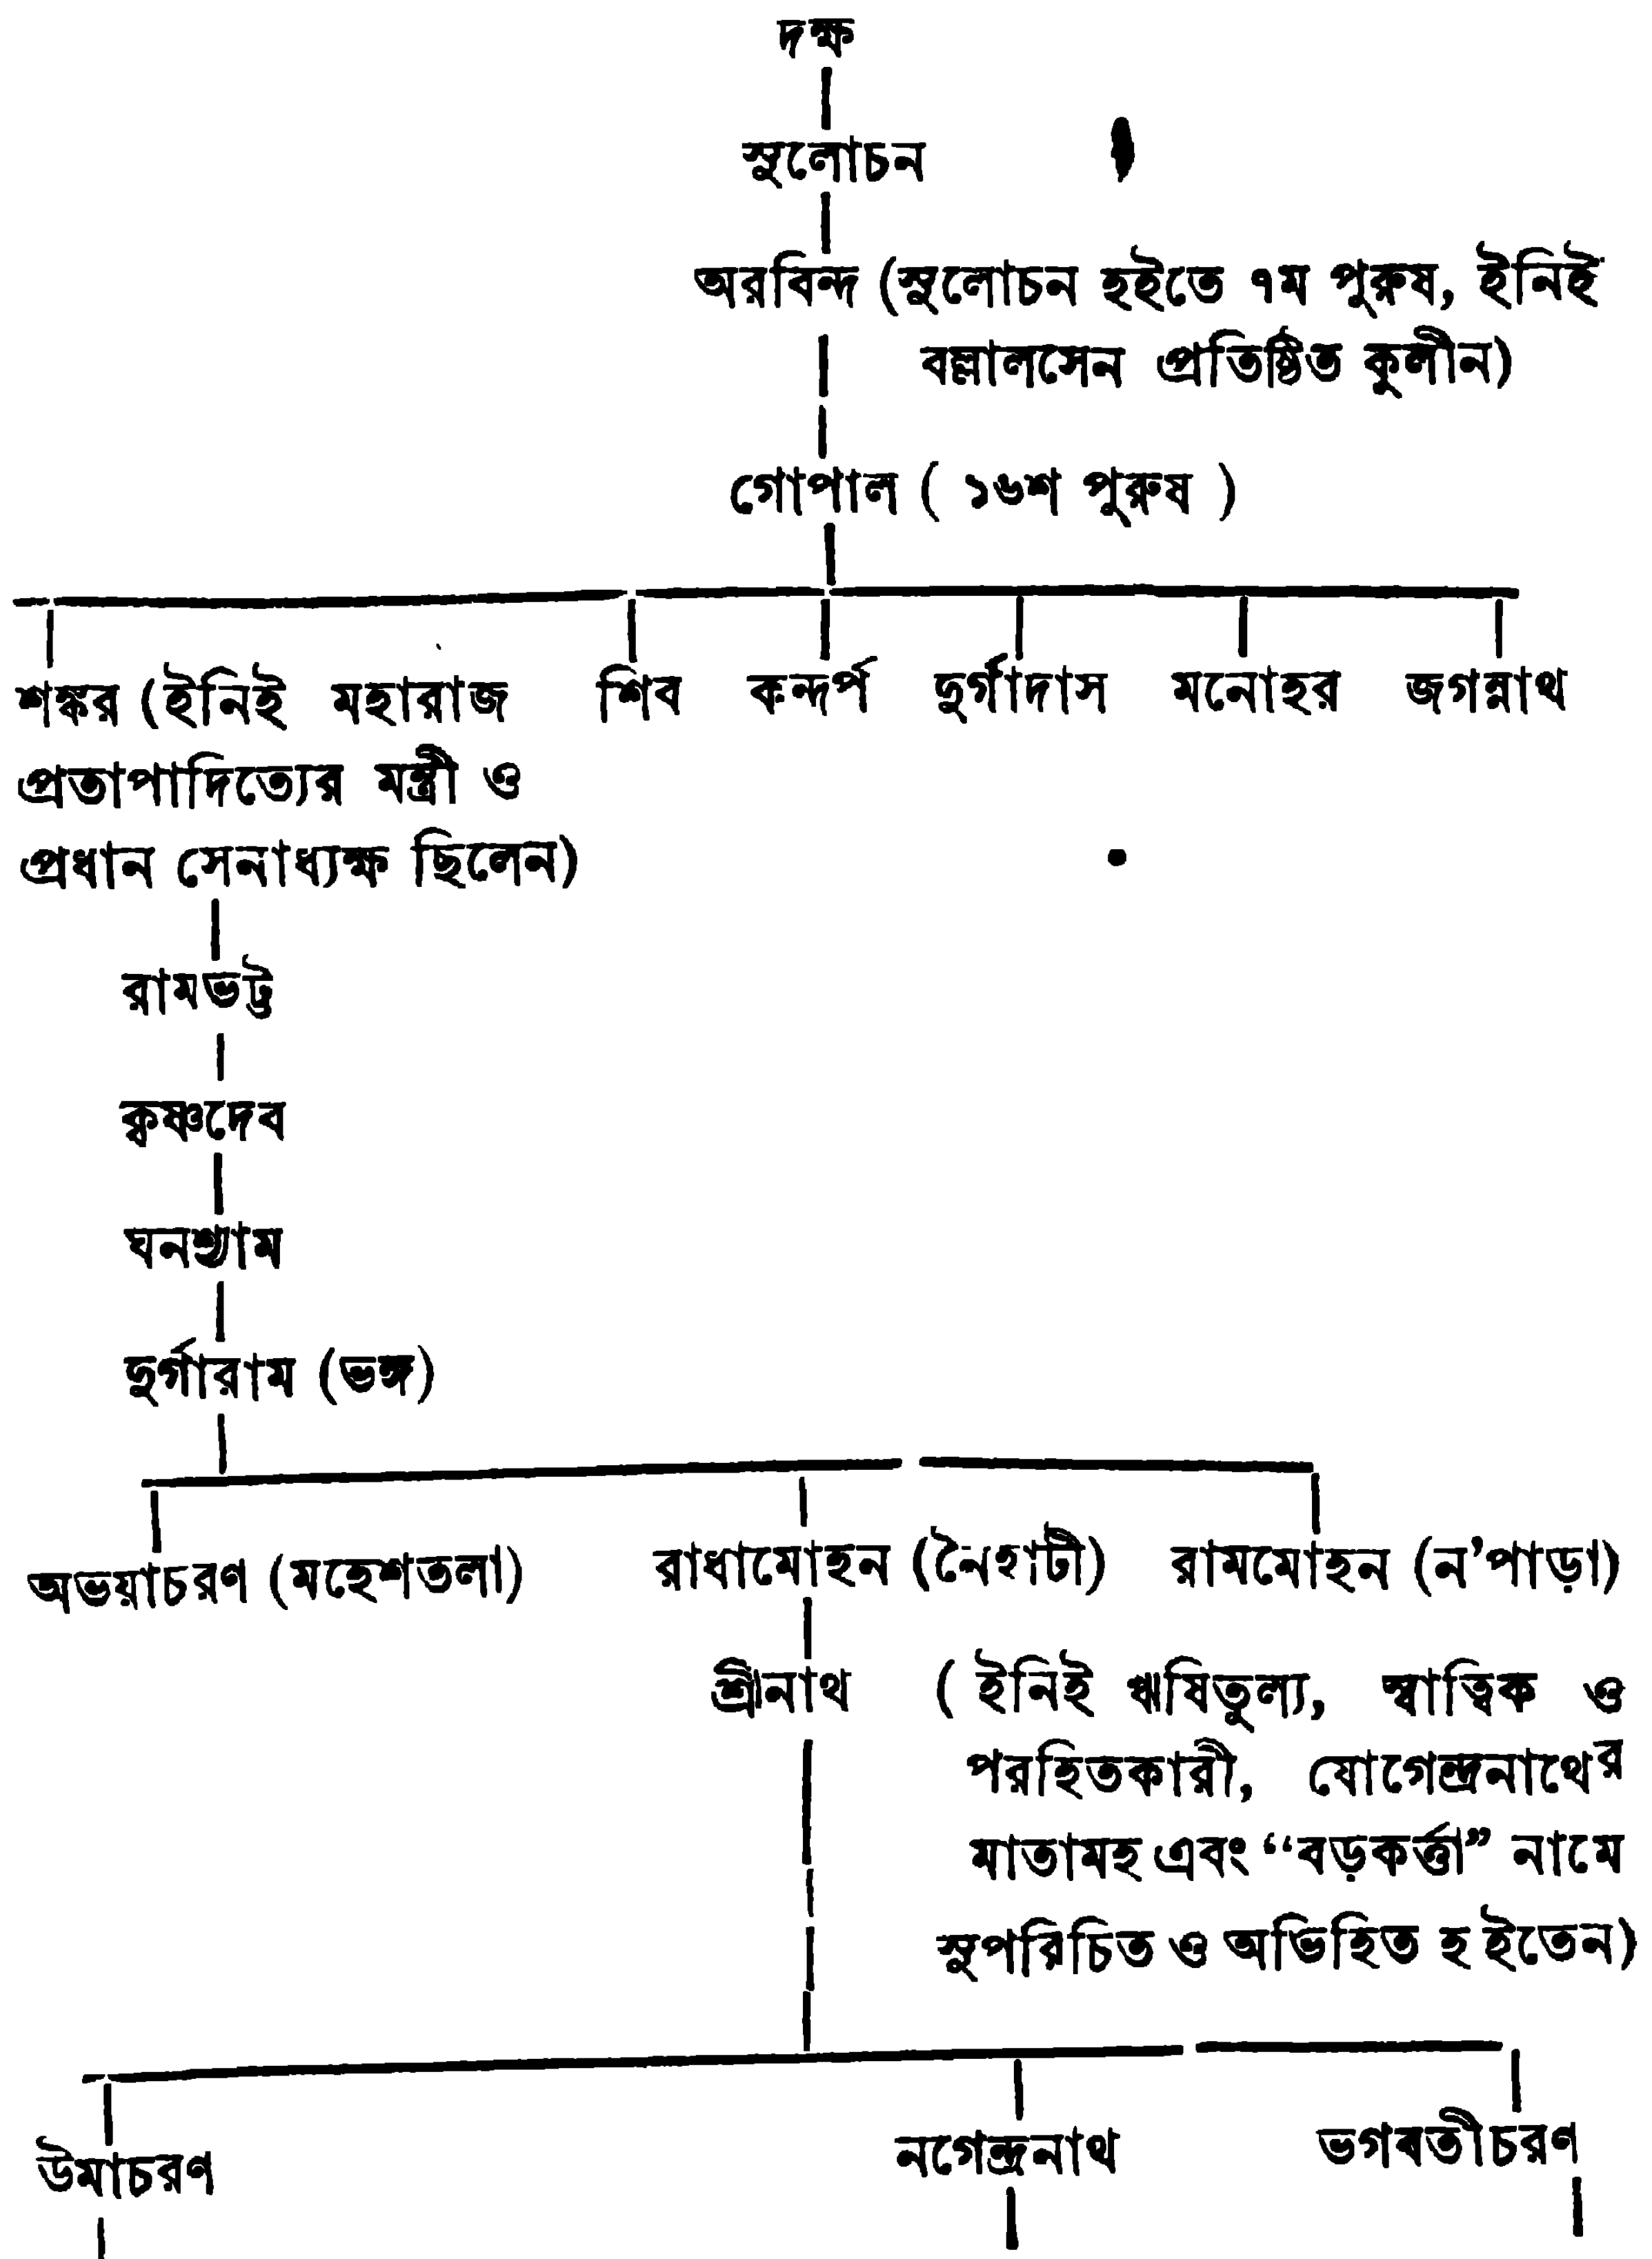 দক্ষ
সুলোচন
অরবিন্দ (সুলোচন হইতে ৭ম পুরুষ, ইনিই
বল্লালসেন প্রতিষ্ঠিত কুলীন)
গোপাল ( ১৬শ পুরুষ )
শঙ্কর (ইনিই মহারাজ শিব কন্দর্প দুর্গাদাস মনোহর জগন্নাথ
প্রতাপাদিত্যের মন্ত্রী ও
প্রধান সেনাধ্যক্ষ ছিলেন)
রামভট্ট
কৃষ্ণদেব
ঘনশ্যাম
দুর্গারাম (ভঙ্গ)
অভয়াচরণ (মহেশতলা) রাধামোহন (নৈহাটী) রামমোহন (ন’পাড়া)
শ্রীনাথ ( ইনিই ঋষিতুল্য, স্বাত্বিক ও
পরহিতকারী, যোগেন্দ্রনাথের
মাতামহ এবং “বড়কর্ত্তা” নামে
সুপরিচিত ও অভিহিত হইতেন)
উমাচরণ নগেন্দ্রনাথ ভগবতীচরণ